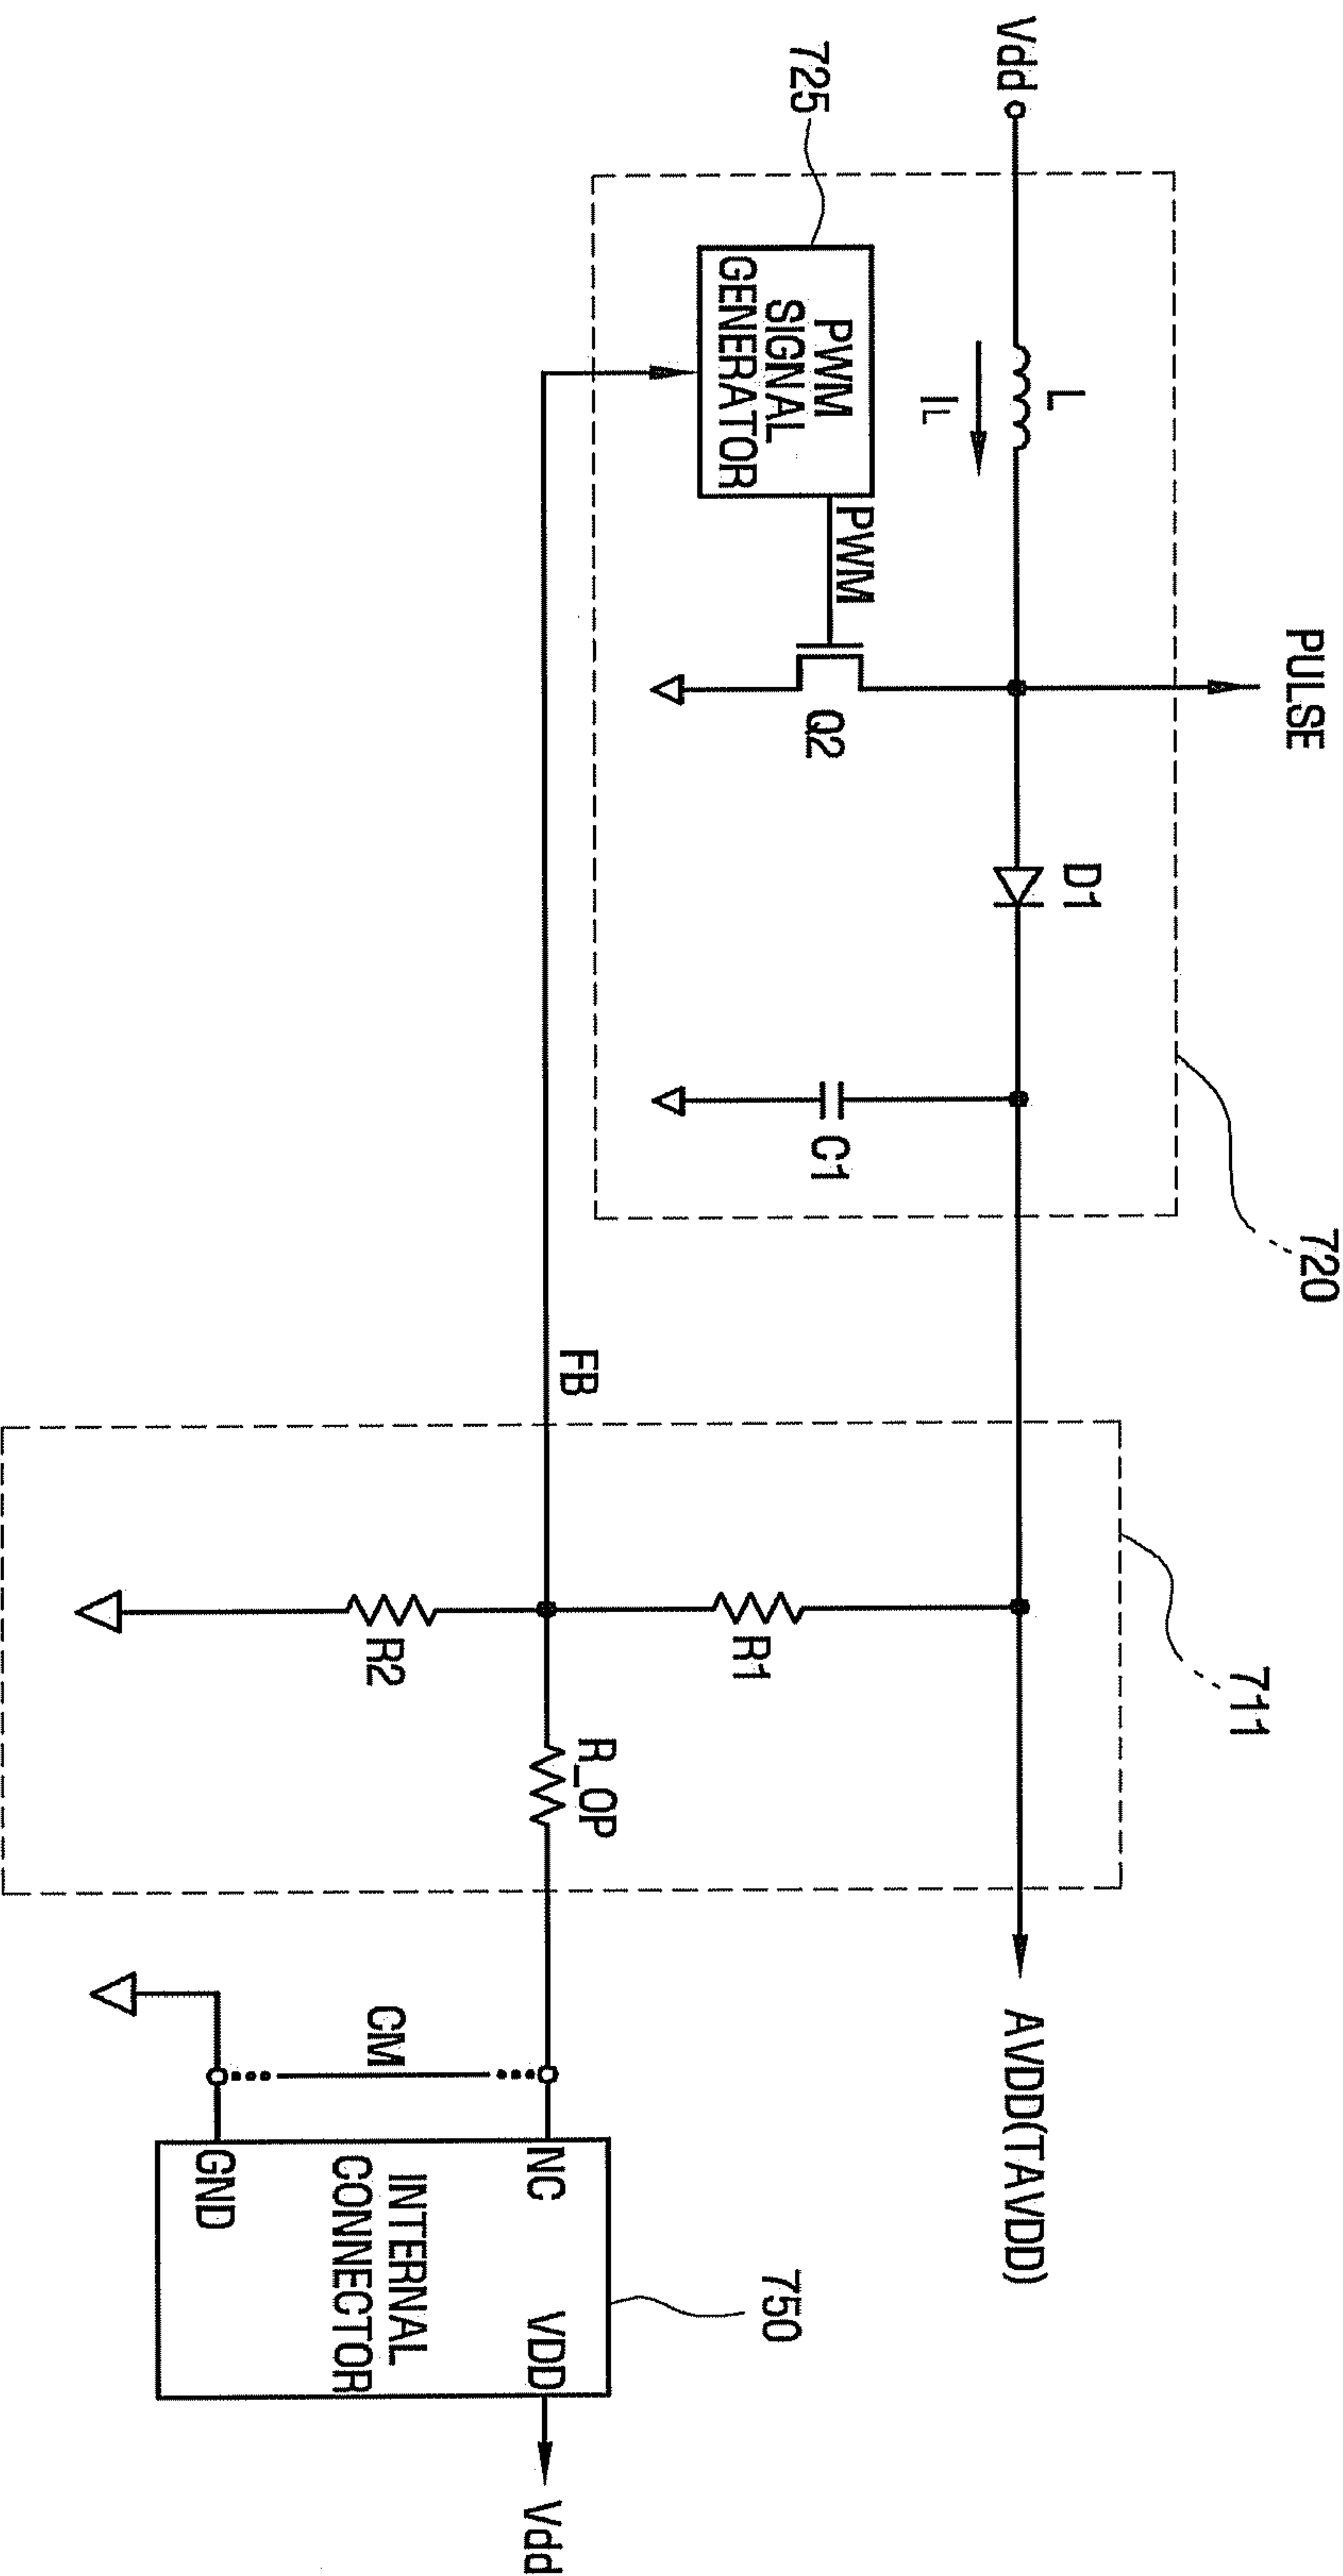 PULSE
720
711
Vdd
L
IL
D1
AVDD(TAVDD)
725
PWM
SIGNAL
GENERATOR
PWM
Q2
C1
R1
750
FB
R_OP
NC
VDD
Vdd
INTERNAL
CONNECTOR
CM
R2
GND